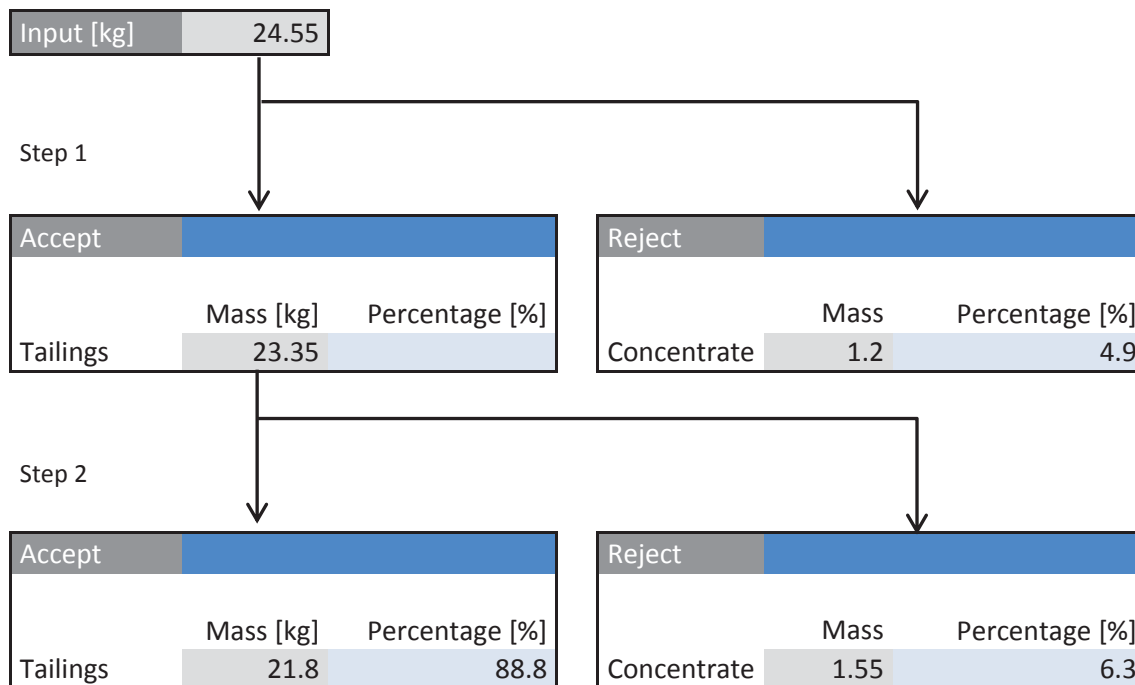 Input [kg] 24.55
Step 1
Accept Reject
Mass [kg] Percentage [%] Mass Percentage [%]
Tailings 23.35 Concentrate 1.2 4.9
Step 2
Accept Reject
Mass [kg] Percentage [%] Mass Percentage [%]
Tailings 21.8 88.8 Concentrate 1.55 6.3